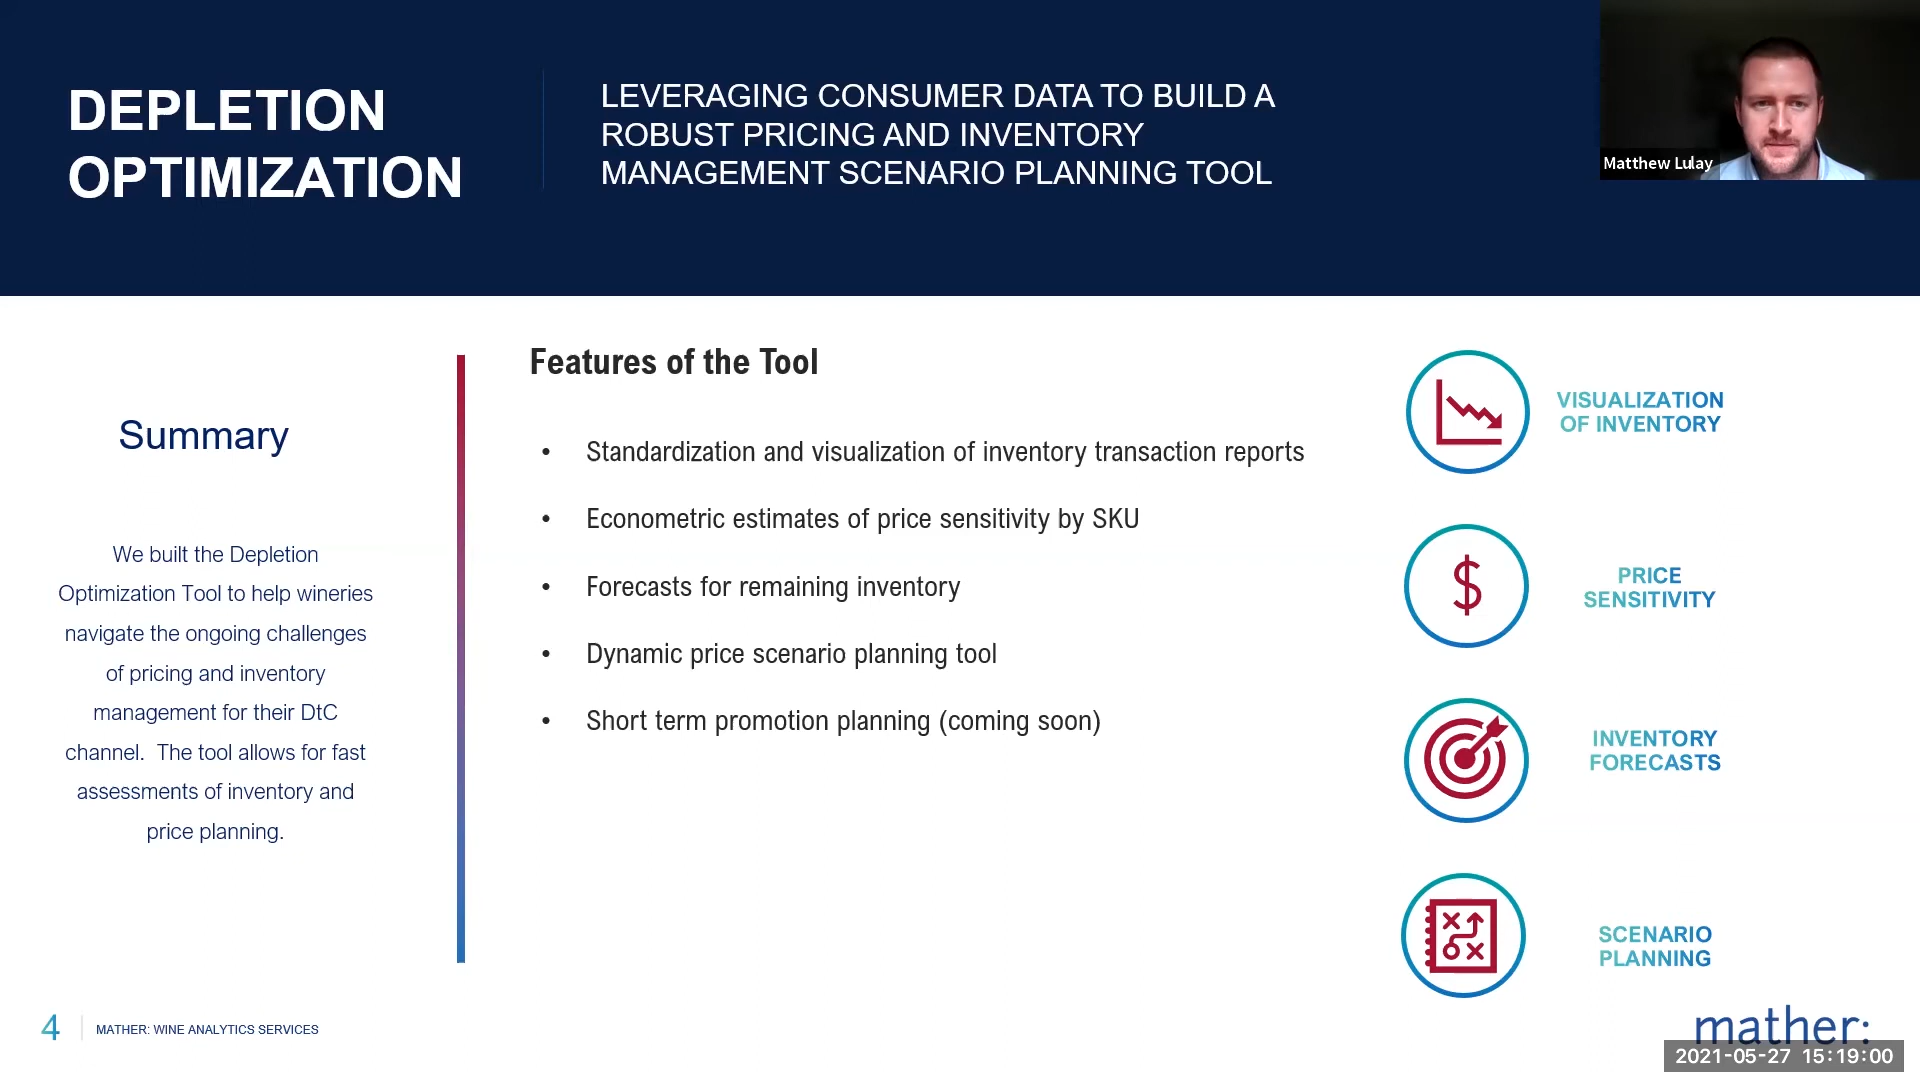 DEPLETION
OPTIMIZATION
LEVERAGING CONSUMER DATA TO BUILD A
ROBUST PRICING AND INVENTORY
MANAGEMENT SCENARIO PLANNING TOOL
Matthew Lulay
Summary
We built the Depletion
Optimization Tool to help wineries
navigate the ongoing challenges
of pricing and inventory
management for their DtC
channel.  The tool allows for fast
assessments of inventory and
price planning.
Features of the Tool
• Standardization and visualization of inventory transaction reports
• Econometric estimates of price sensitivity by SKU
• Forecasts for remaining inventory
• Dynamic price scenario planning tool
• Short term promotion planning (coming soon)
VISUALIZATION
OF INVENTORY
PRICE
SENSITIVITY
INVENTORY
FORECASTS
SCENARIO
PLANNING
4
MATHER: WINE ANALYTICS SERVICES
mather:
2021-05-27 15:19:00